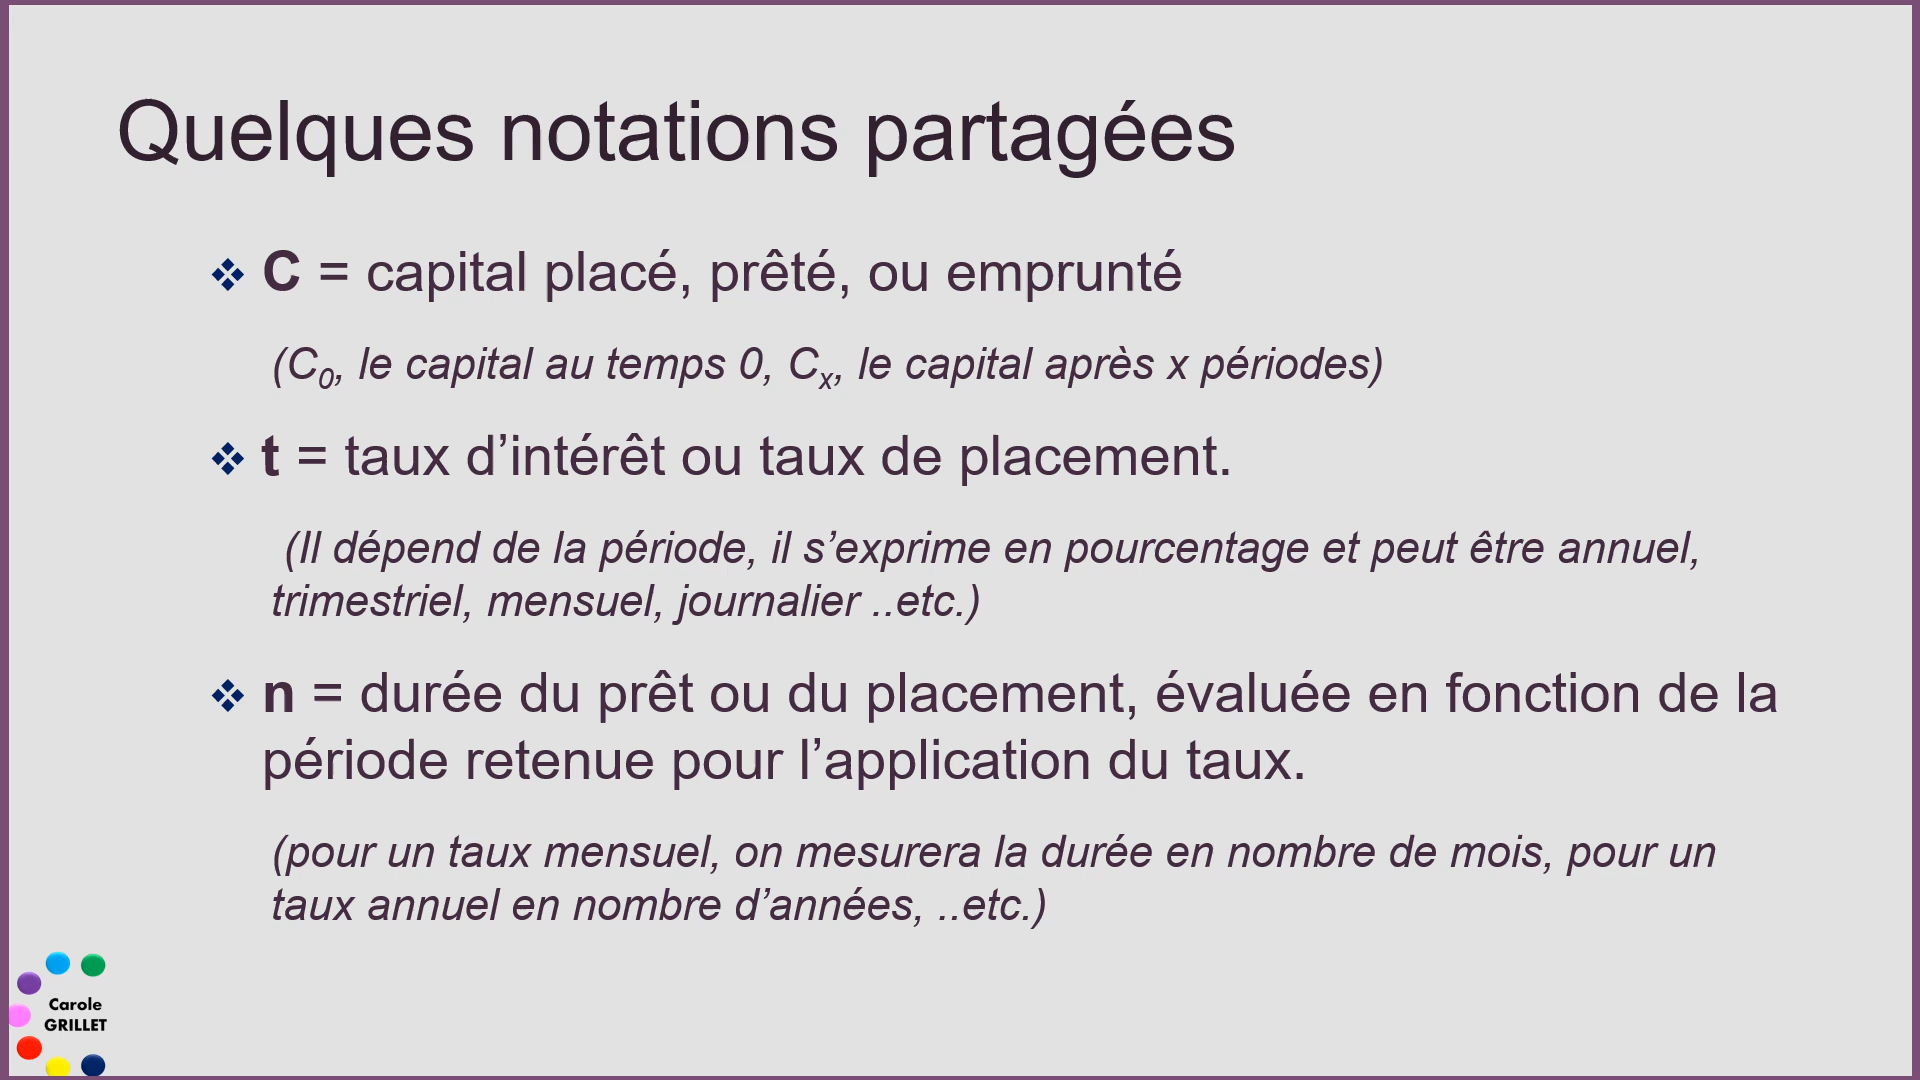 Quelques notations partagées
❖ C = capital placé, prêté, ou emprunté
(C₀, le capital au temps 0, Cₓ, le capital après x périodes)
❖ t = taux d’intérêt ou taux de placement.
(Il dépend de la période, il s’exprime en pourcentage et peut être annuel,
trimestriel, mensuel, journalier ..etc.)
❖ n = durée du prêt ou du placement, évaluée en fonction de la
période retenue pour l’application du taux.
(pour un taux mensuel, on mesurera la durée en nombre de mois, pour un
taux annuel en nombre d’années, ..etc.)
Carole
GRILLET